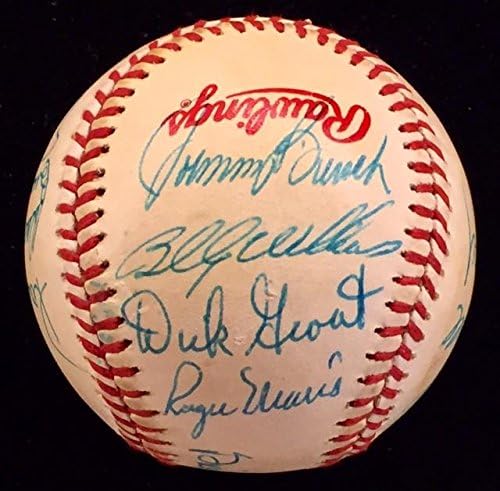 Rawlings
Johnny Bench
Billy Williams
Dick Groat
Roger Maris